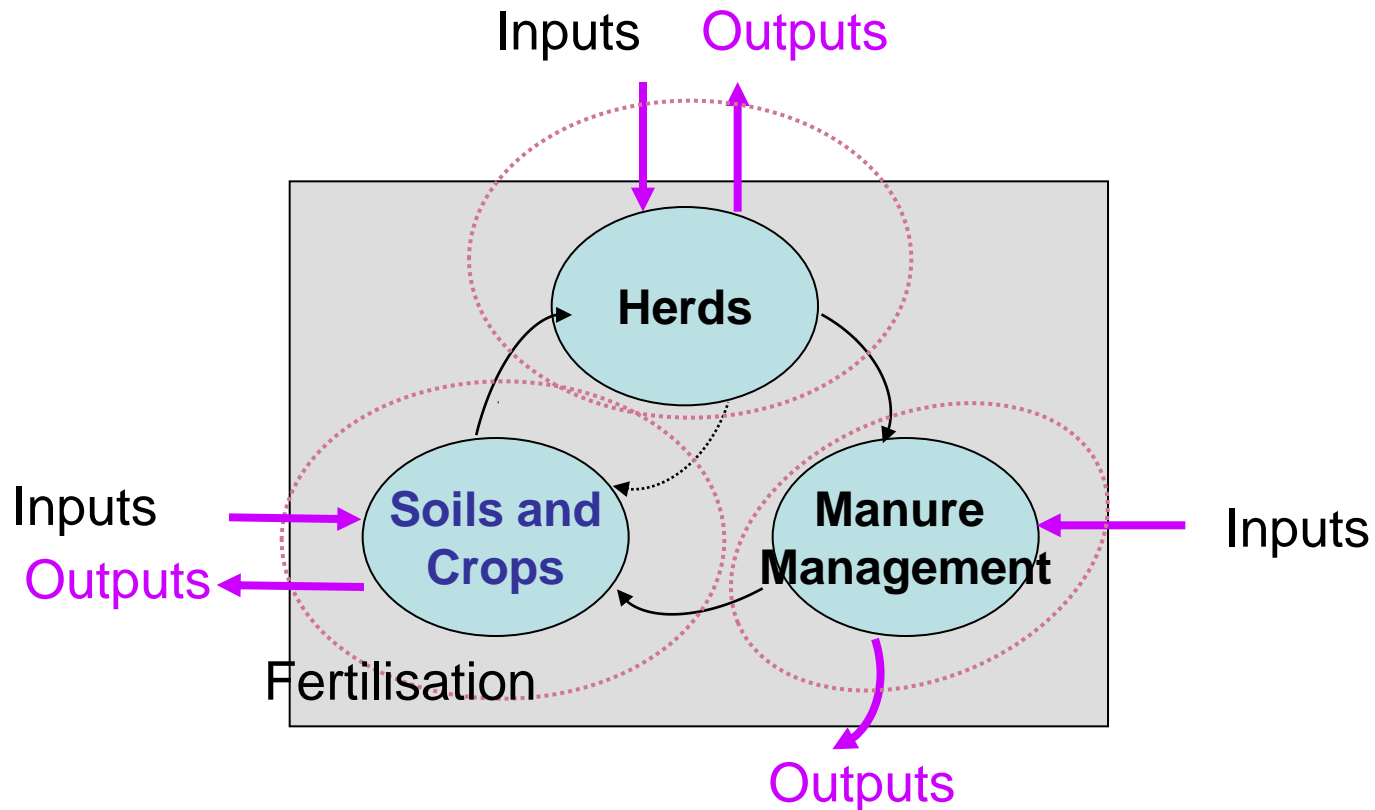 Inputs Outputs
Herds
Inputs
Outputs
Soils and
Crops
Manure
Management
Inputs
Fertilisation
Outputs